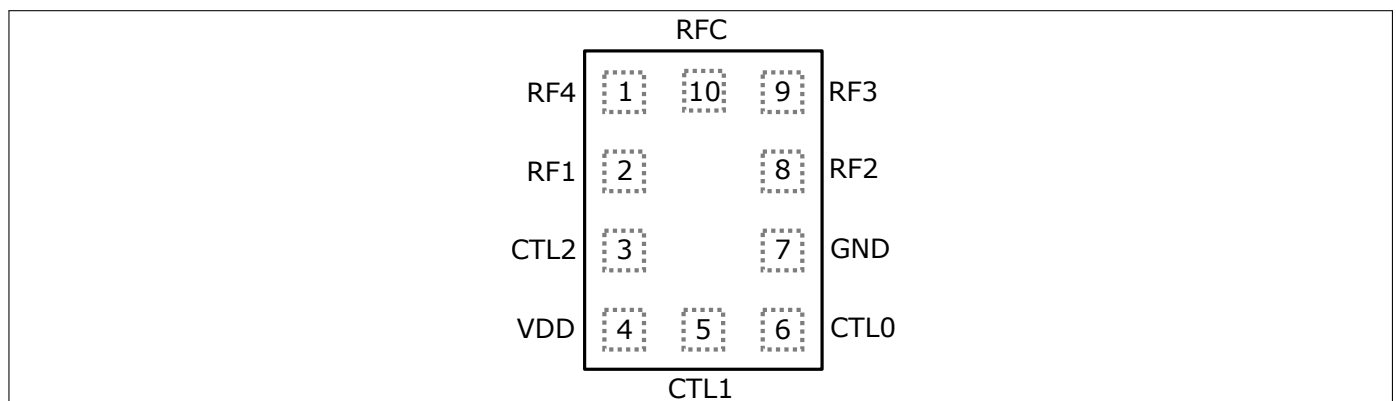 RFC
RF4 1 10 9 RF3
RF1 2 8 RF2
CTL2 3 7 GND
VDD 4 5 6 CTL0
CTL1